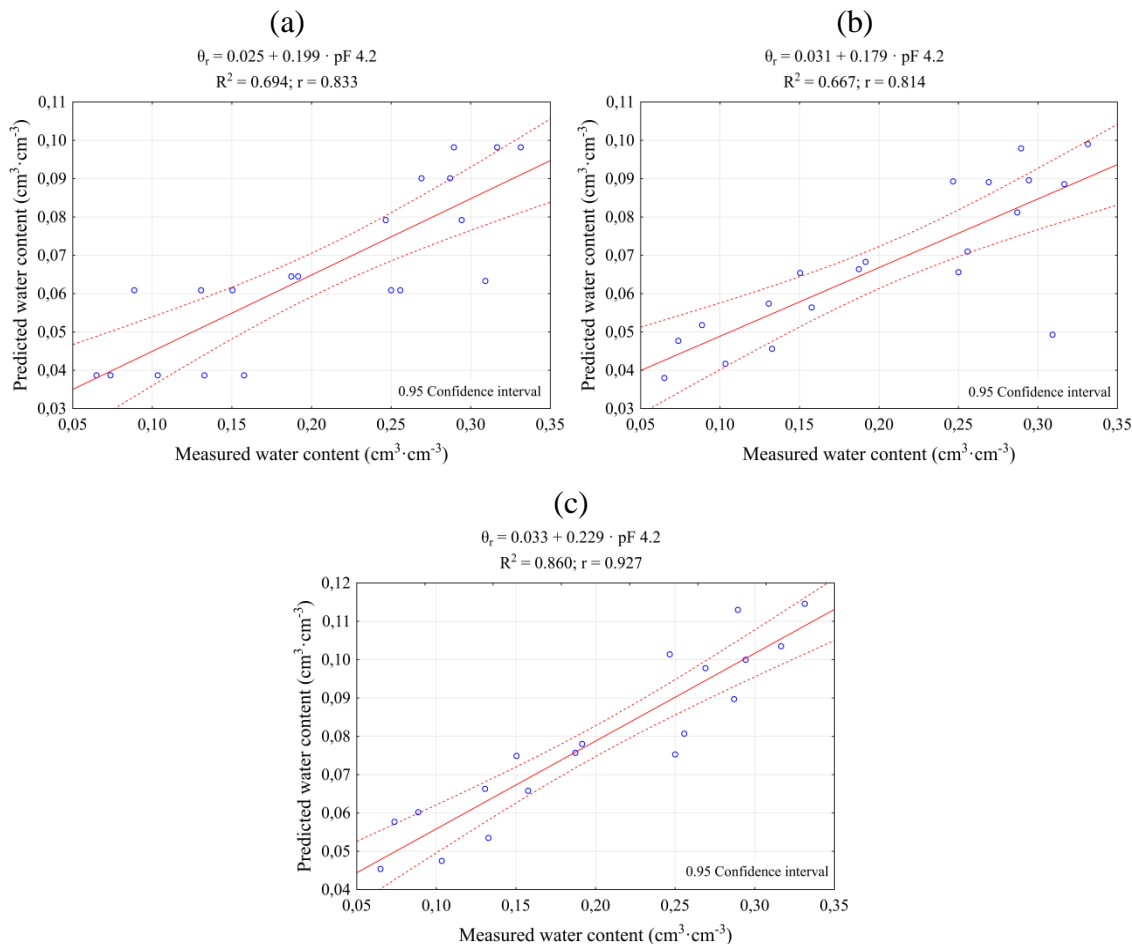 (a)
θr = 0.025 + 0.199 · pF 4.2
R² = 0.694; r = 0.833
0,11
0,10
0,09
0,08
0,07
0,06
0,05
0,04
0,03
Predicted water content (cm³·cm⁻³)
0.95 Confidence interval
0,05 0,10 0,15 0,20 0,25 0,30 0,35
Measured water content (cm³·cm⁻³)
(b)
θr = 0.031 + 0.179 · pF 4.2
R² = 0.667; r = 0.814
0,11
0,10
0,09
0,08
0,07
0,06
0,05
0,04
0,03
Predicted water content (cm³·cm⁻³)
0.95 Confidence interval
0,05 0,10 0,15 0,20 0,25 0,30 0,35
Measured water content (cm³·cm⁻³)
(c)
θr = 0.033 + 0.229 · pF 4.2
R² = 0.860; r = 0.927
0,12
0,11
0,10
0,09
0,08
0,07
0,06
0,05
0,04
Predicted water content (cm³·cm⁻³)
0.95 Confidence interval
0,05 0,10 0,15 0,20 0,25 0,30 0,35
Measured water content (cm³·cm⁻³)